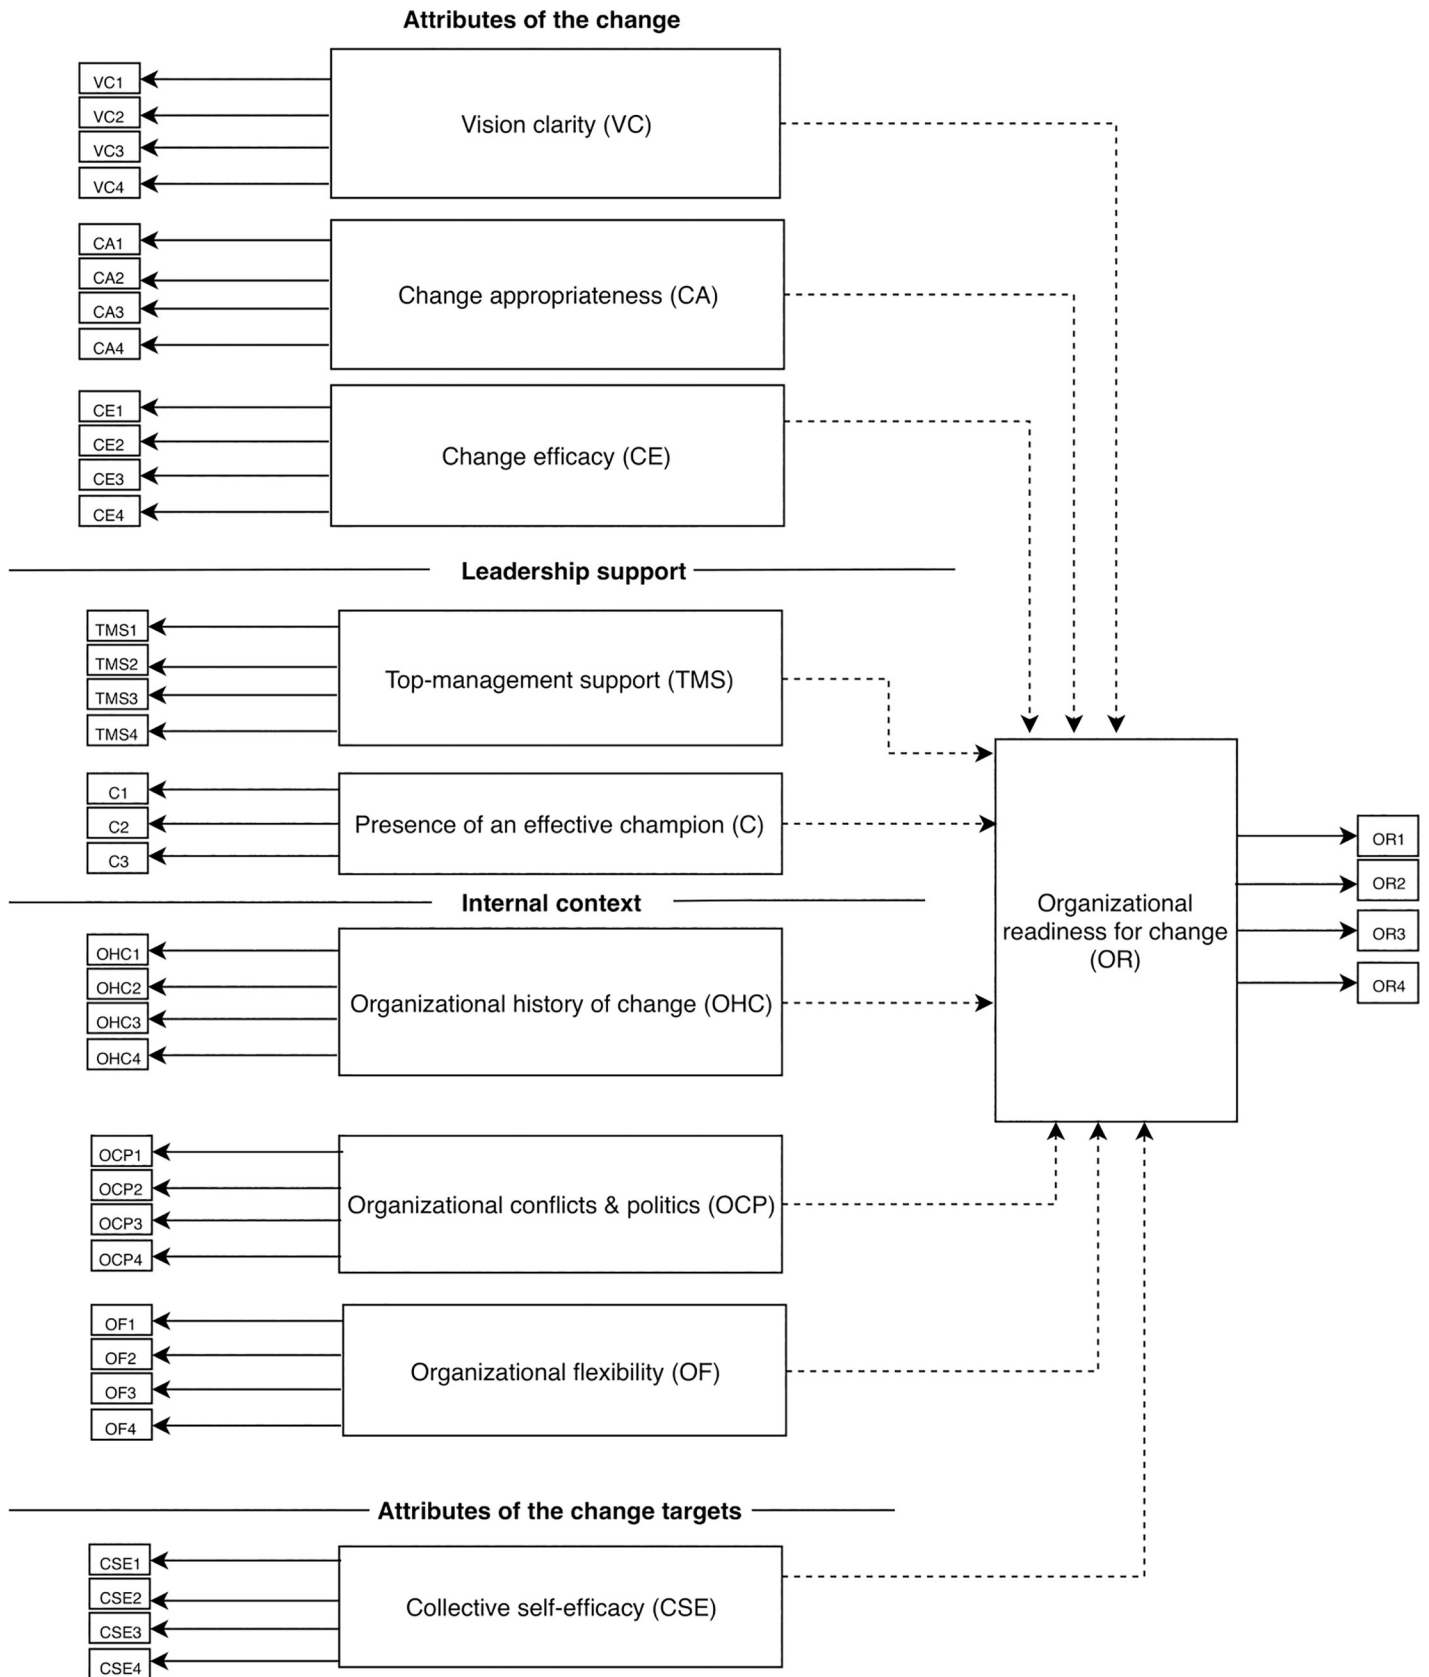 Attributes of the change
VC1
VC2
VC3
VC4
Vision clarity (VC)
CA1
CA2
CA3
CA4
Change appropriateness (CA)
CE1
CE2
CE3
CE4
Change efficacy (CE)
Leadership support
TMS1
TMS2
TMS3
TMS4
Top-management support (TMS)
C1
C2
C3
Presence of an effective champion (C)
Internal context
OHC1
OHC2
OHC3
OHC4
Organizational history of change (OHC)
OCP1
OCP2
OCP3
OCP4
Organizational conflicts & politics (OCP)
OF1
OF2
OF3
OF4
Organizational flexibility (OF)
Attributes of the change targets
CSE1
CSE2
CSE3
CSE4
Collective self-efficacy (CSE)
Organizational
readiness for change
(OR)
OR1
OR2
OR3
OR4